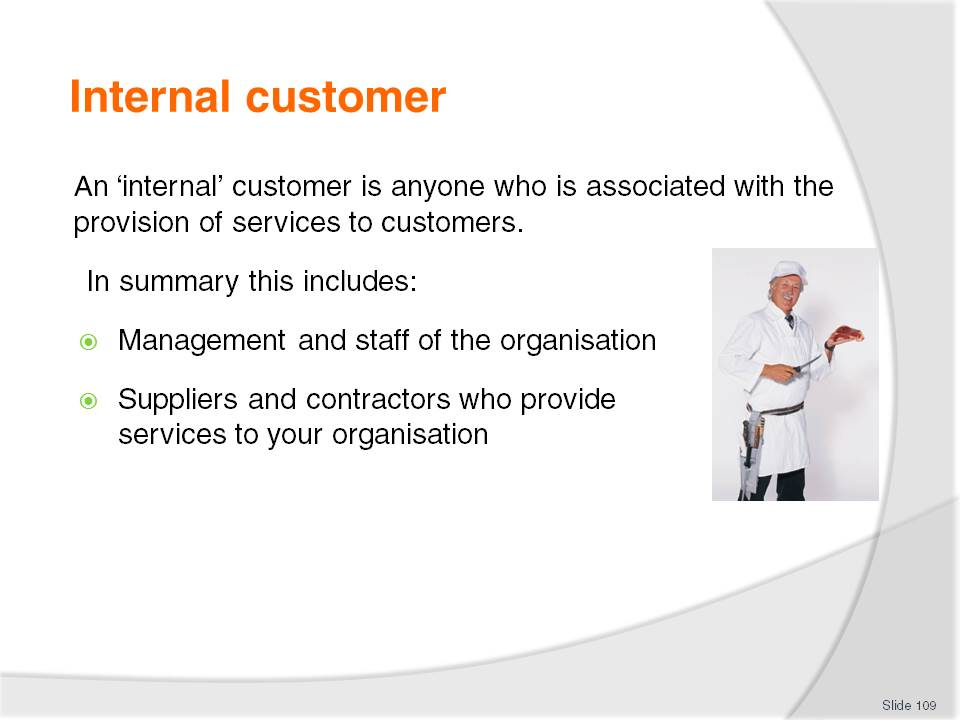 Internal customer
An ‘internal’ customer is anyone who is associated with the
provision of services to customers.
In summary this includes:
Management and staff of the organisation
Suppliers and contractors who provide
services to your organisation
Slide 109